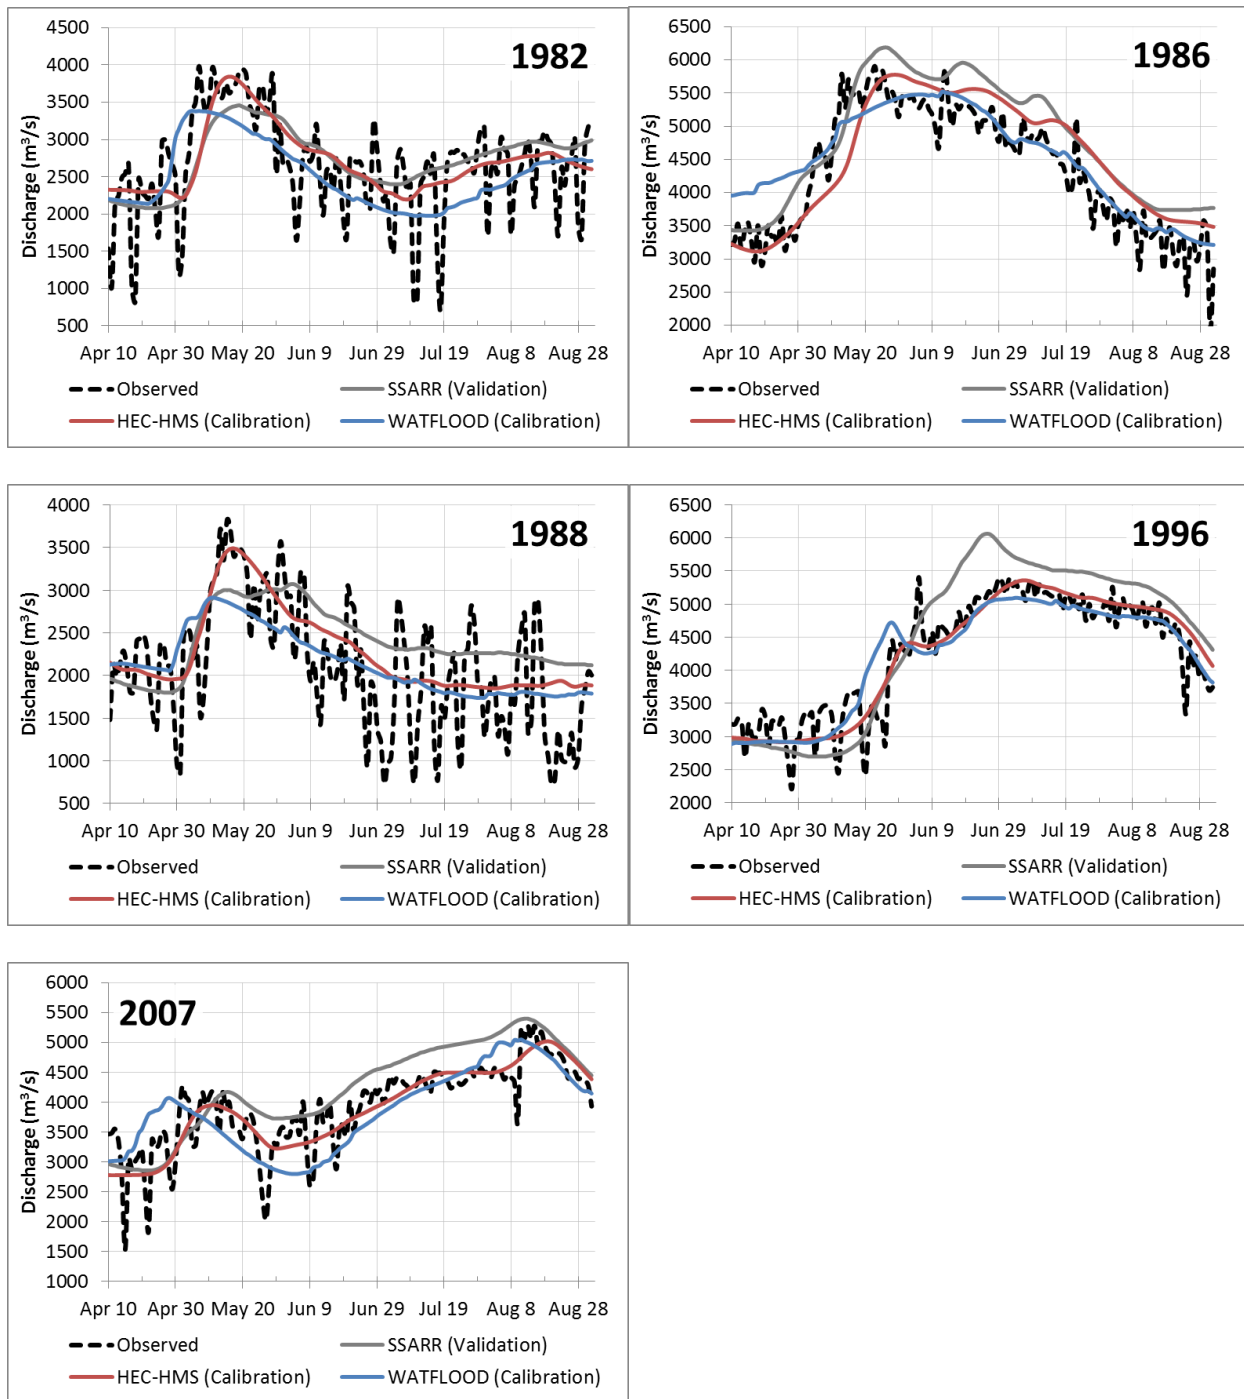 1982
Discharge (m³/s)
4500
4000
3500
3000
2500
2000
1500
1000
500
Apr 10 Apr 30 May 20 Jun 9 Jun 29 Jul 19 Aug 8 Aug 28
Observed SSARR (Validation)
HEC-HMS (Calibration) WATFLOOD (Calibration)
1986
Discharge (m³/s)
6500
6000
5500
5000
4500
4000
3500
3000
2500
2000
Apr 10 Apr 30 May 20 Jun 9 Jun 29 Jul 19 Aug 8 Aug 28
Observed SSARR (Validation)
HEC-HMS (Calibration) WATFLOOD (Calibration)
1988
Discharge (m³/s)
4000
3500
3000
2500
2000
1500
1000
500
Apr 10 Apr 30 May 20 Jun 9 Jun 29 Jul 19 Aug 8 Aug 28
Observed SSARR (Validation)
HEC-HMS (Calibration) WATFLOOD (Calibration)
1996
Discharge (m³/s)
6500
6000
5500
5000
4500
4000
3500
3000
2500
2000
Apr 10 Apr 30 May 20 Jun 9 Jun 29 Jul 19 Aug 8 Aug 28
Observed SSARR (Validation)
HEC-HMS (Calibration) WATFLOOD (Calibration)
2007
Discharge (m³/s)
6000
5500
5000
4500
4000
3500
3000
2500
2000
1500
1000
Apr 10 Apr 30 May 20 Jun 9 Jun 29 Jul 19 Aug 8 Aug 28
Observed SSARR (Validation)
HEC-HMS (Calibration) WATFLOOD (Calibration)